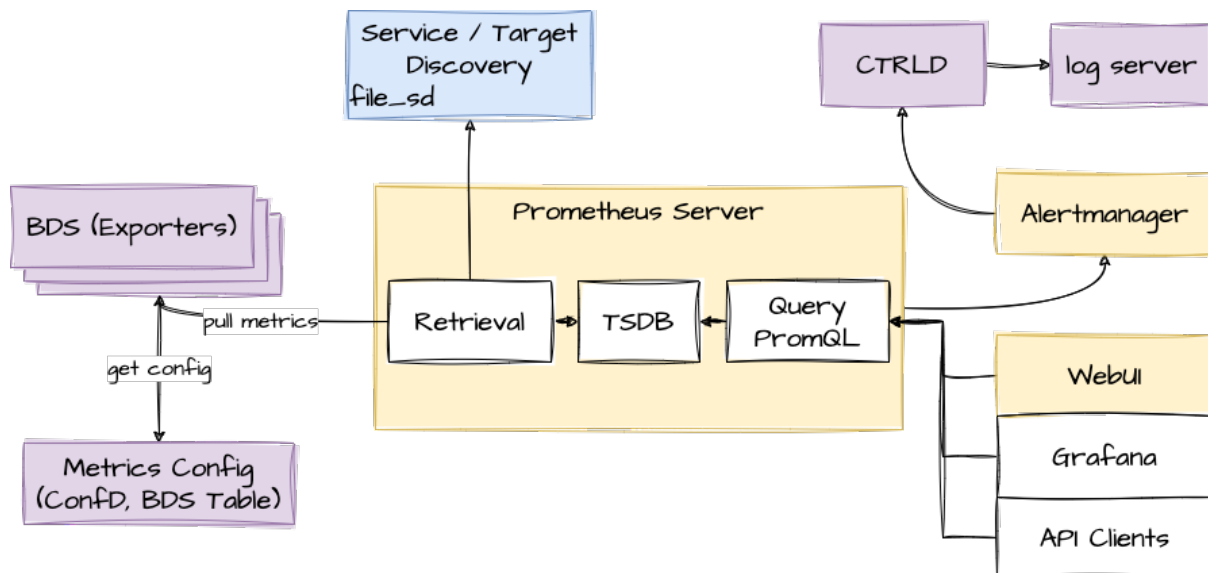 Service / Target
Discovery
file_sd
CTRLD
log server
BDS (Exporters)
Prometheus Server
Alertmanager
pull metrics
Retrieval
TSDB
Query
PromQL
get config
WebUI
Metrics Config
(ConfD, BDS Table)
Grafana
API Clients